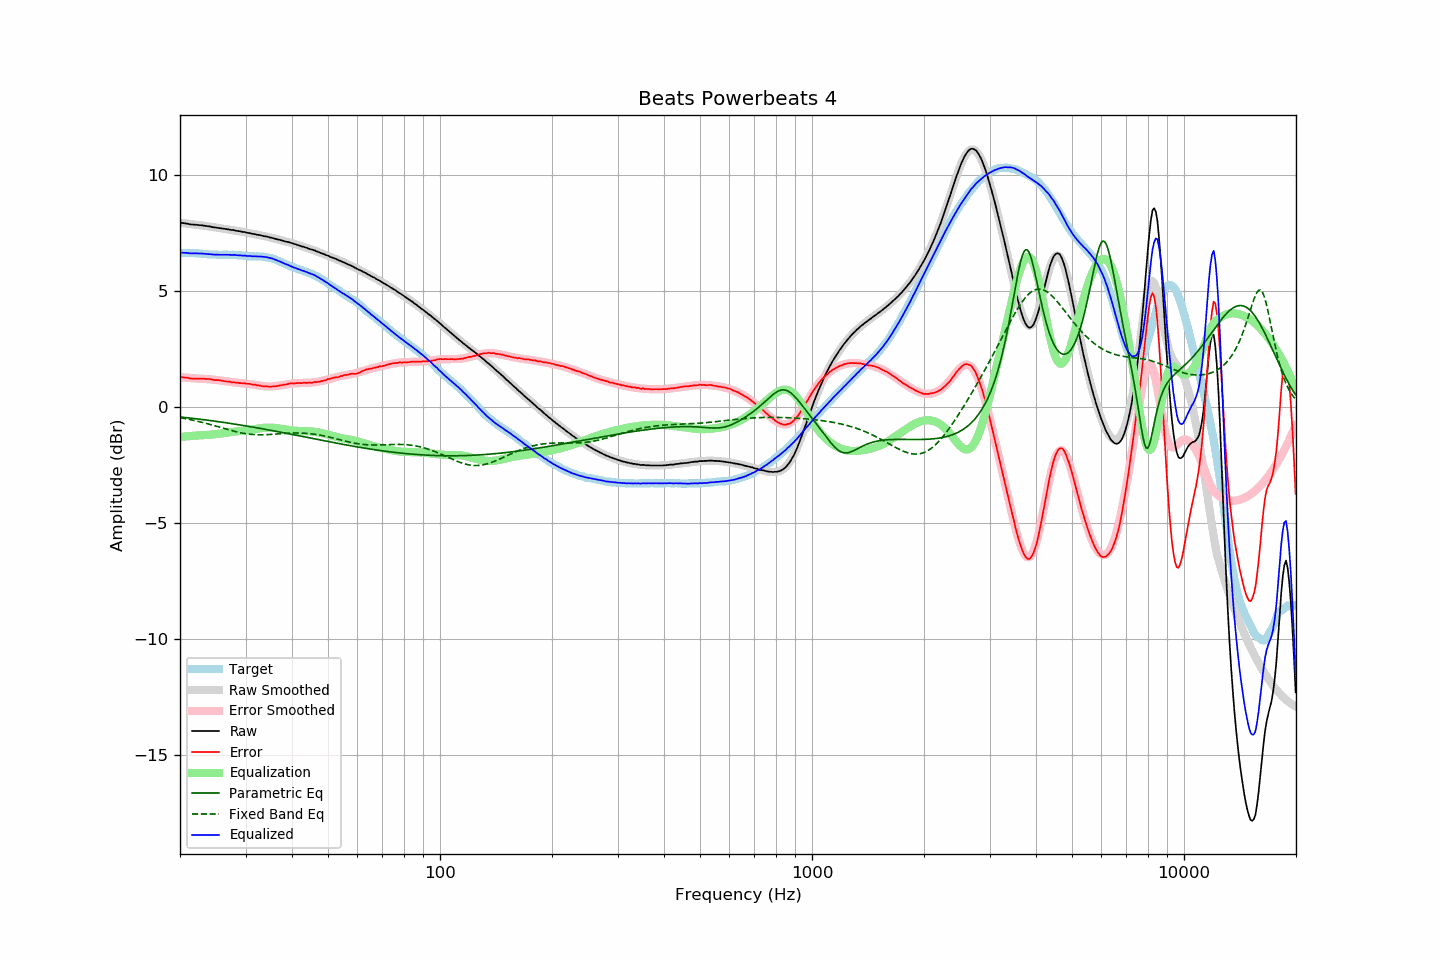 Beats Powerbeats 4
Amplitude (dBr)
10
5
0
−5
−10
−15
Target
Raw Smoothed
Error Smoothed
Raw
Error
Equalization
Parametric Eq
Fixed Band Eq
Equalized
100
1000
10000
Frequency (Hz)